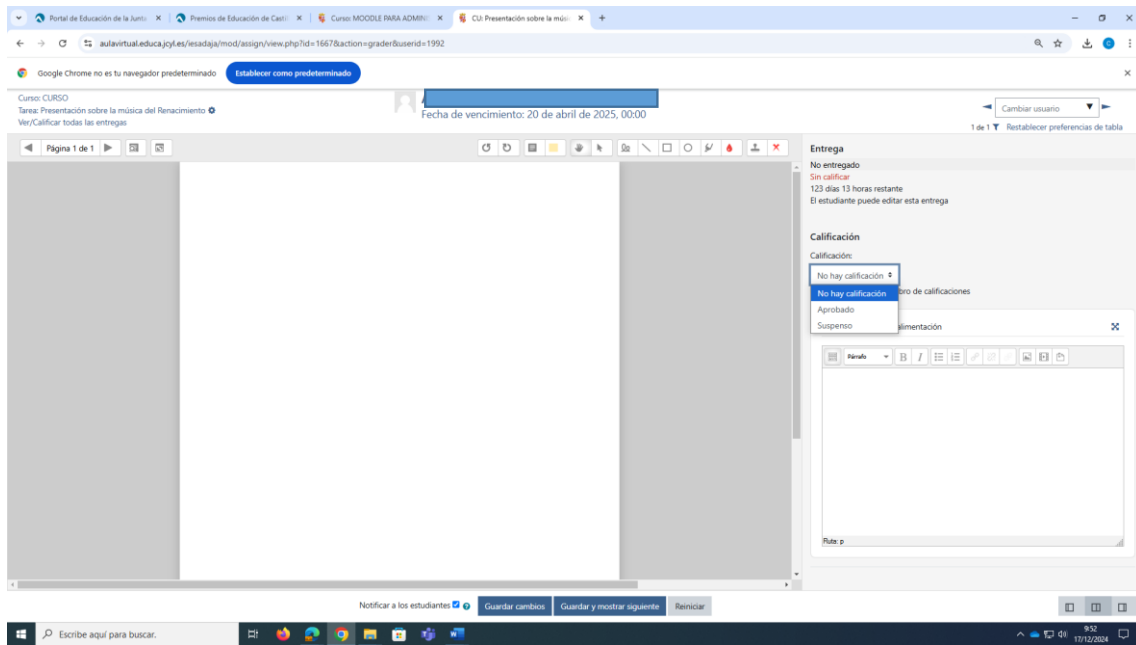 Portal de Educación de la Junta
Premios de Educación de Castil
Curso: MOODLE PARA ADMINI
CU: Presentación sobre la músic
aulavirtual.educa.jcyl.es/iesadaja/mod/assign/view.php?id=1667&action=grader&userid=1992
Google Chrome no es tu navegador predeterminado
Establecer como predeterminado
Curso: CURSO
Tarea: Presentación sobre la música del Renacimiento
Ver/Calificar todas las entregas
Fecha de vencimiento: 20 de abril de 2025, 00:00
Cambiar usuario
1 de 1
Restablecer preferencias de tabla
Página 1 de 1
Entrega
No entregado
Sin calificar
123 días 13 horas restante
El estudiante puede editar esta entrega
Calificación
Calificación:
No hay calificación
bro de calificaciones
No hay calificación
Aprobado
Suspenso
alimentación
Párrafo
B I
Ruta: p
Notificar a los estudiantes
Guardar cambios
Guardar y mostrar siguiente
Reiniciar
Escribe aquí para buscar.
9:52
17/12/2024